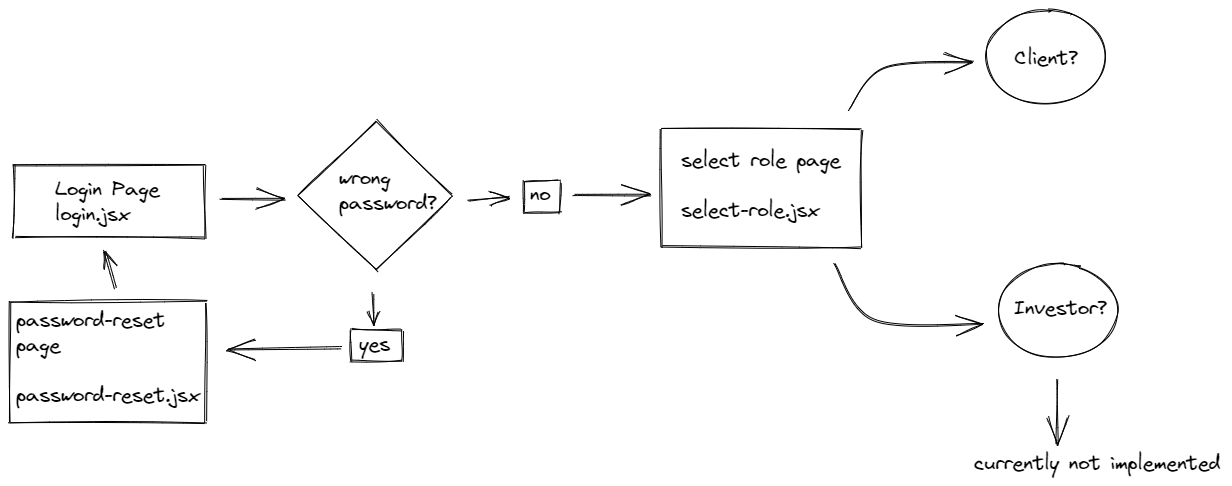 Login Page
login.jsx
wrong
password?
no
select role page
select-role.jsx
Client?
Investor?
currently not implemented
yes
password-reset
page
password-reset.jsx